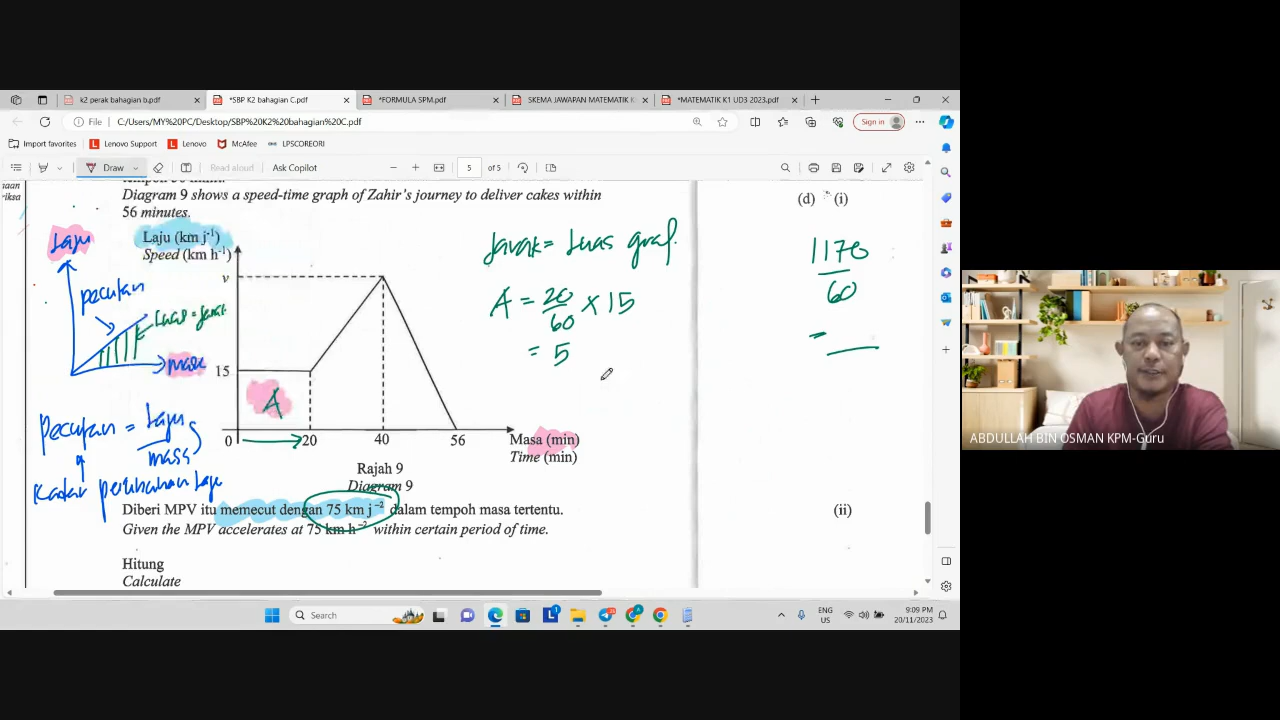 k2 perak bahagian b.pdf
*SBP K2 bahagian C.pdf
*FORMULA SPM.pdf
SKEMA JAWAPAN MATEMATIK K
*MATEMATIK K1 UD3 2023.pdf
File
C:/Users/MY%20PC/Desktop/SBP%20K2%20bahagian%20C.pdf
Sign in
Import favorites
Lenovo Support
Lenovo
McAfee
LPSCOREORI
Draw
Read aloud
Ask Copilot
5
of 5
naan
riksa
Diagram 9 shows a speed-time graph of Zahir's journey to deliver cakes within
56 minutes.
Laju (km j⁻¹)
Speed (km h⁻¹)
v
15
0
20
40
56
Masa (min)
Time (min)
Rajah 9
Diagram 9
Laju
pecutan
Luas = Jarak
masa
A
Pecutan = Laju
masa
Kadar perubahan Laju
Jarak = Luas graf.
A = 20/60 × 15
= 5
Diberi MPV itu memecut dengan 75 km j⁻² dalam tempoh masa tertentu.
Given the MPV accelerates at 75 km h⁻² within certain period of time.
Hitung
Calculate
(d) (i)
1170
60
=
(ii)
Search
ENG
US
9:09 PM
20/11/2023
ABDULLAH BIN OSMAN KPM-Guru